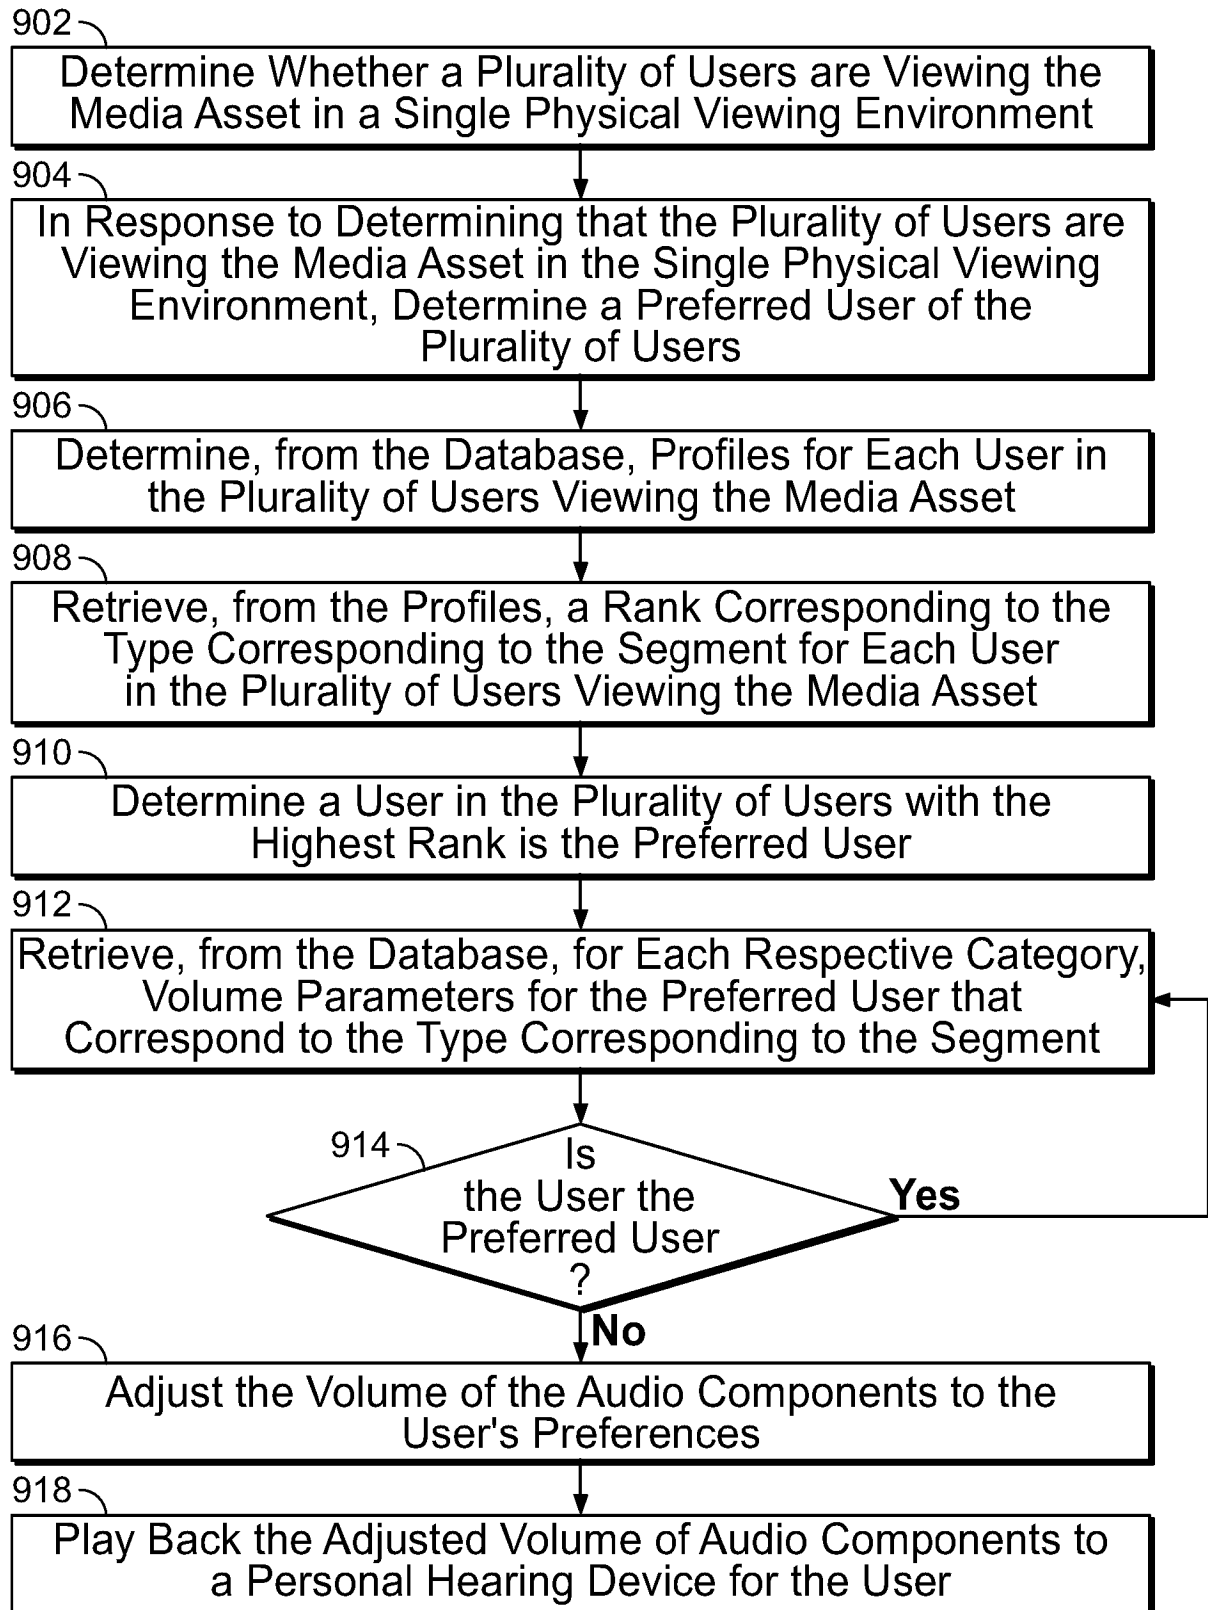 902
Determine Whether a Plurality of Users are Viewing the
Media Asset in a Single Physical Viewing Environment
904
In Response to Determining that the Plurality of Users are
Viewing the Media Asset in the Single Physical Viewing
Environment, Determine a Preferred User of the
Plurality of Users
906
Determine, from the Database, Profiles for Each User in
the Plurality of Users Viewing the Media Asset
908
Retrieve, from the Profiles, a Rank Corresponding to the
Type Corresponding to the Segment for Each User
in the Plurality of Users Viewing the Media Asset
910
Determine a User in the Plurality of Users with the
Highest Rank is the Preferred User
912
Retrieve, from the Database, for Each Respective Category,
Volume Parameters for the Preferred User that
Correspond to the Type Corresponding to the Segment
914
Is
the User the
Preferred User
?
Yes
No
916
Adjust the Volume of the Audio Components to the
User's Preferences
918
Play Back the Adjusted Volume of Audio Components to
a Personal Hearing Device for the User